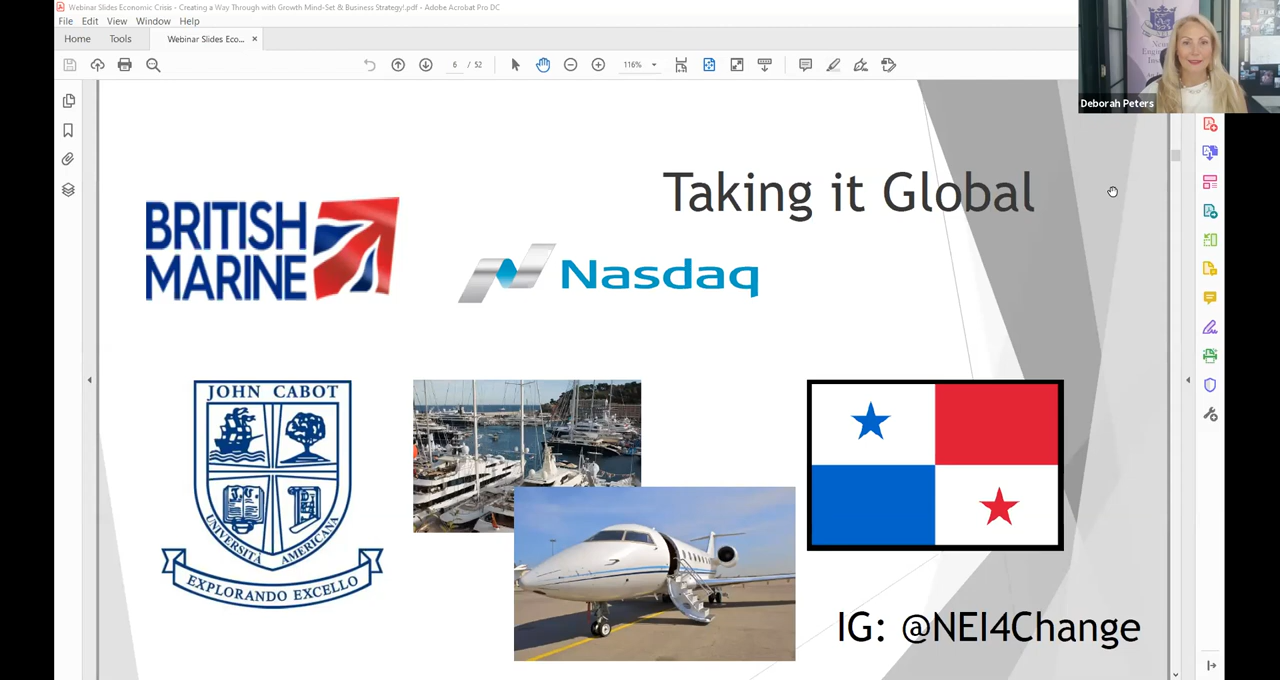 Webinar Slides Economic Crisis - Creating a Way Through with Growth Mind-Set & Business Strategy!.pdf - Adobe Acrobat Pro DC
File Edit View Window Help
Home Tools Webinar Slides Eco... ×
6 / 52 116%
Deborah Peters
Taking it Global
BRITISH
MARINE
Nasdaq
JOHN CABOT
UNIVERSITÀ AMERICANA
EXPLORANDO EXCELLO
IG: @NEI4Change